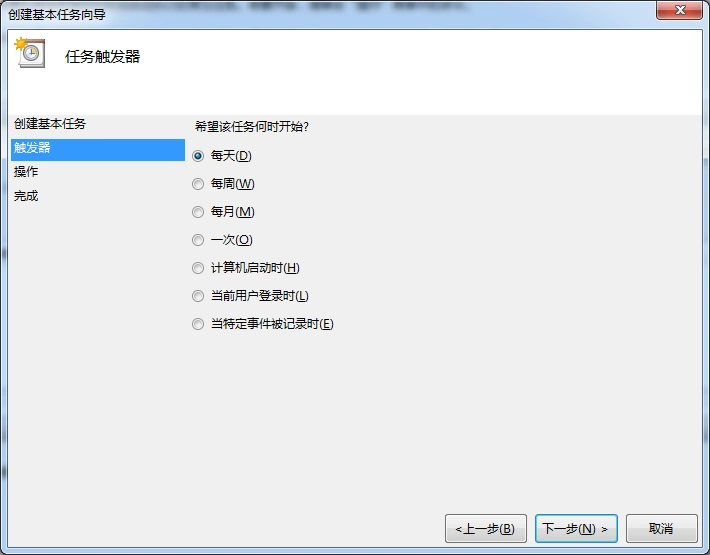 创建基本任务向导
任务触发器
创建基本任务
触发器
操作
完成
希望该任务何时开始?
每天(D)
每周(W)
每月(M)
一次(O)
计算机启动时(H)
当前用户登录时(L)
当特定事件被记录时(E)
<上一步(B)
下一步(N) >
取消